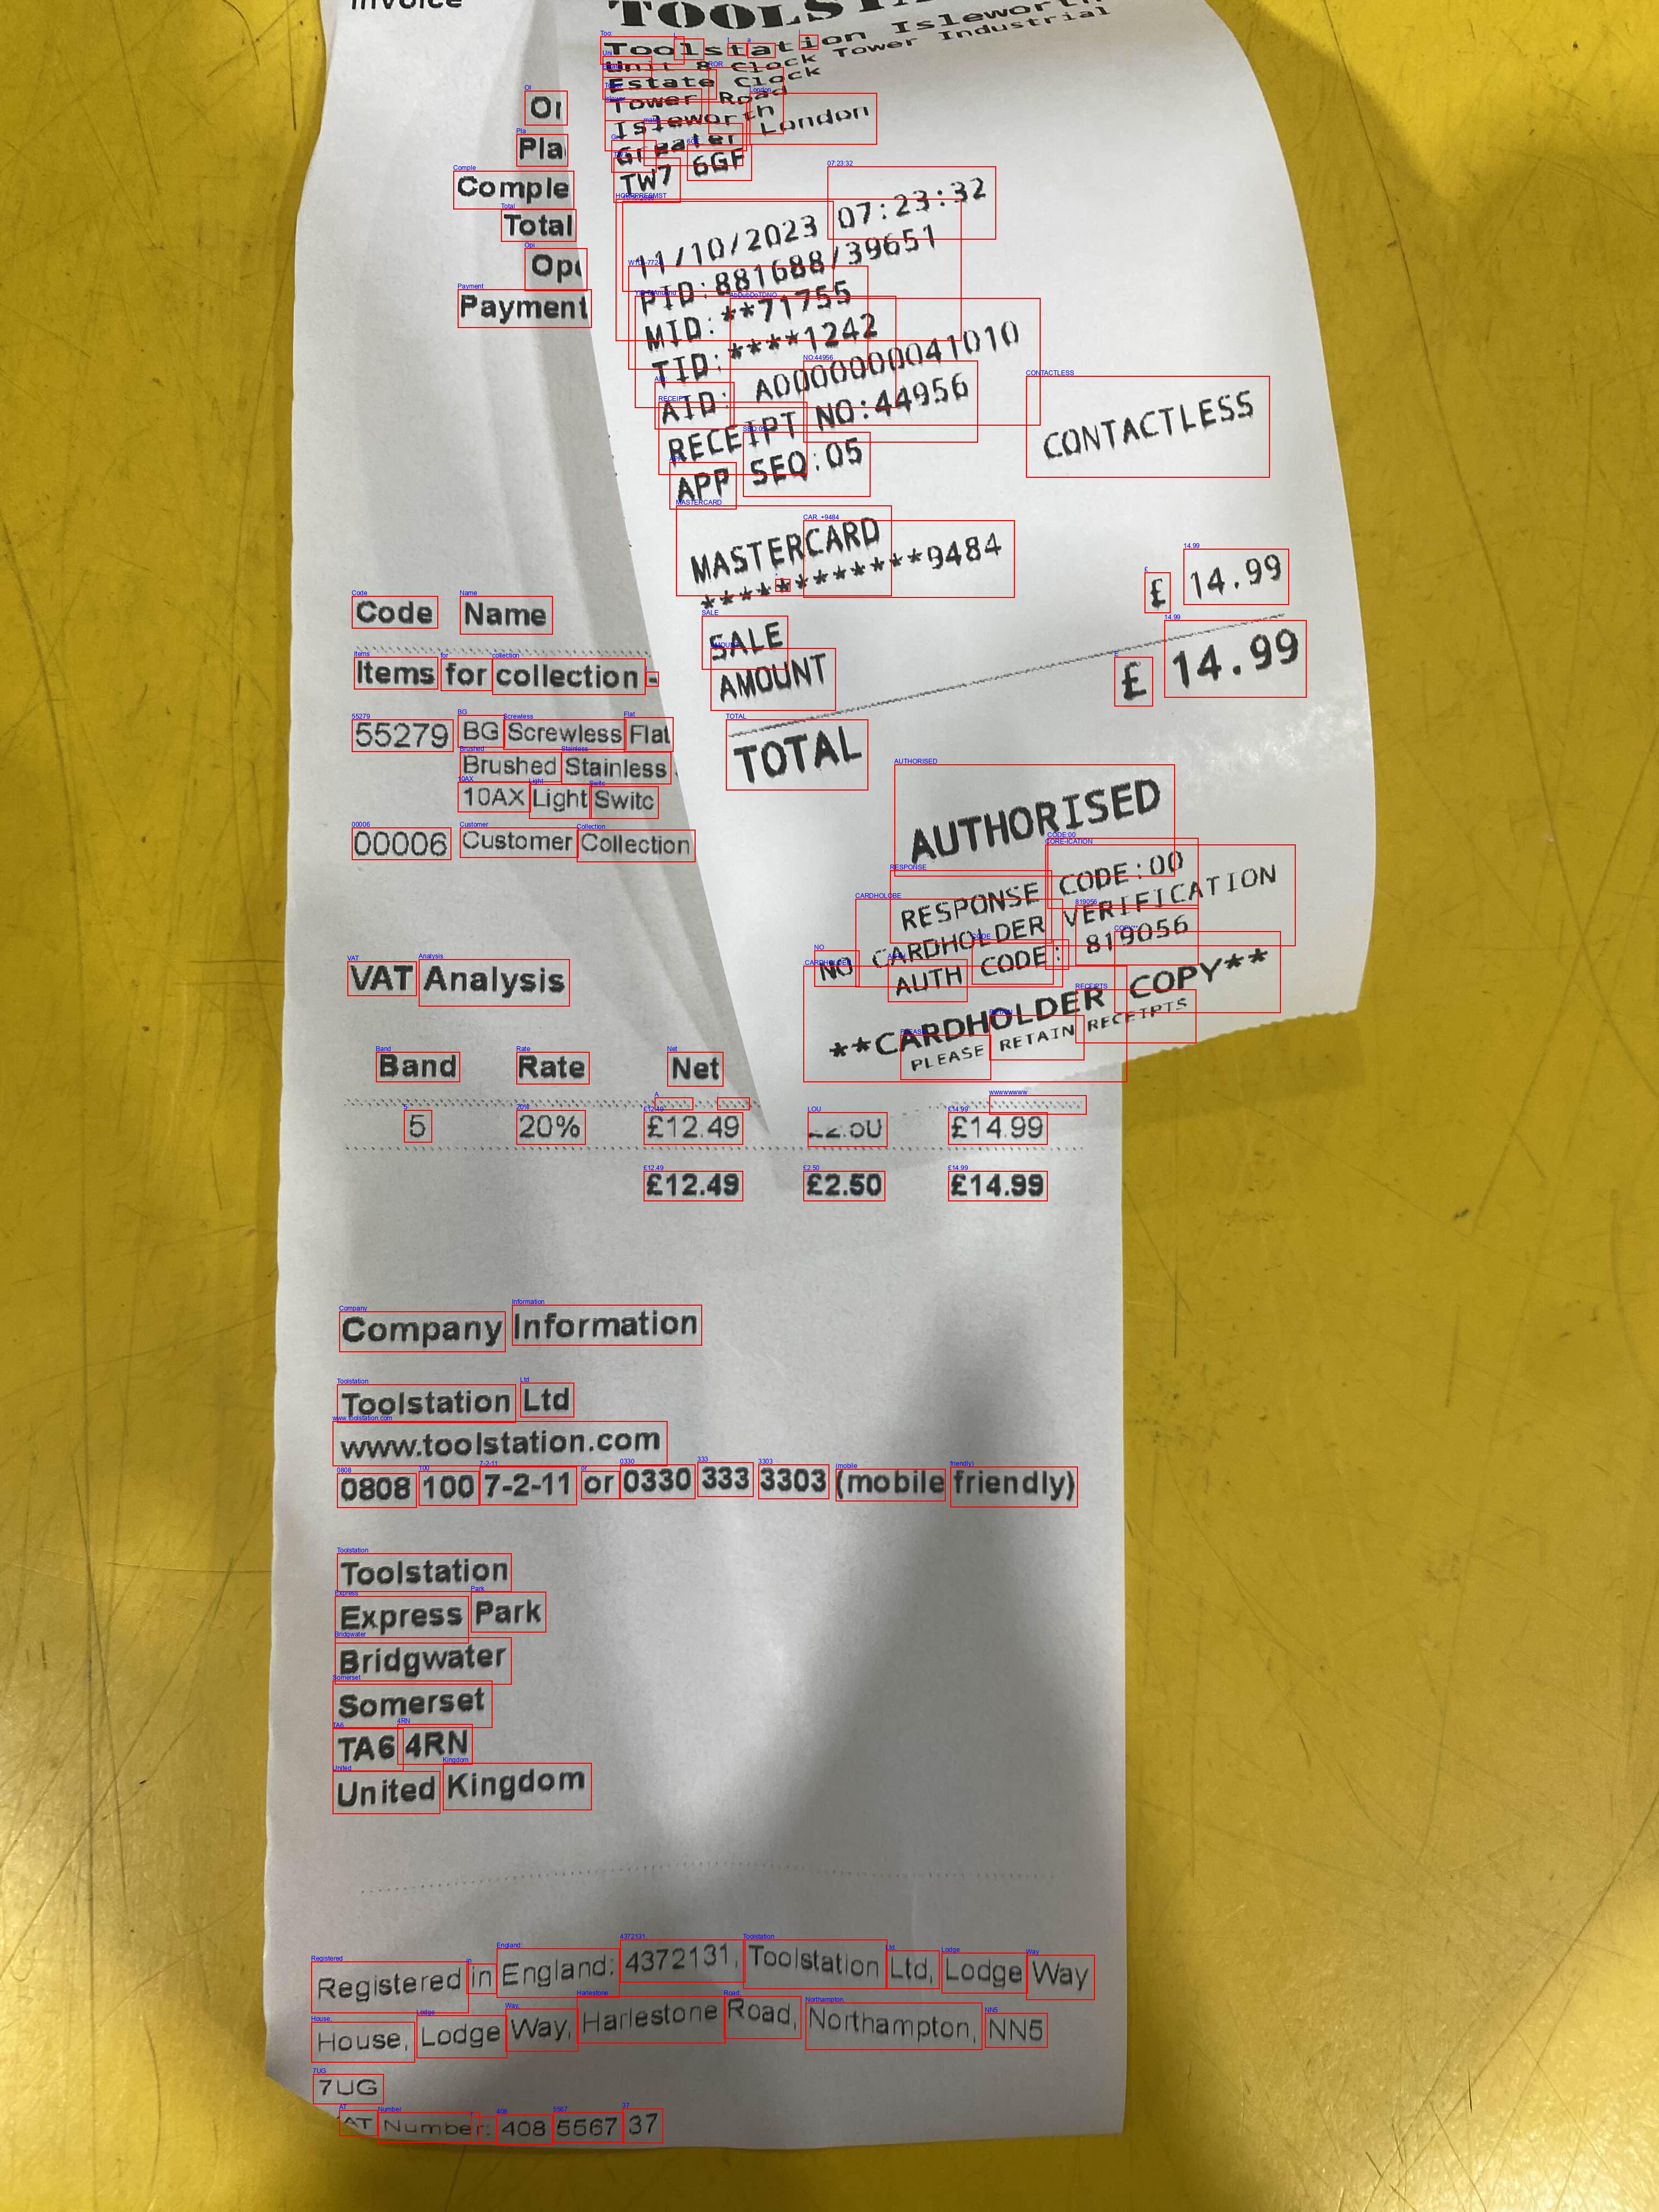 Invoice
TOOLSTA
Toolstation Isleworth
Unit 8 Clock Tower Industrial
Estate Clock
Tower Road
Isleworth
Greater London
TW7 6GF
11/10/2023 07:23:32
PID:881688/39651
MID:**71755
TID:****1242
AID: A0000000041010
RECEIPT NO:44956
APP SEQ:05
CONTACTLESS
MASTERCARD
************9484
SALE
AMOUNT £ 14.99
TOTAL £ 14.99
AUTHORISED
RESPONSE CODE:00
NO CARDHOLDER VERIFICATION
AUTH CODE: 819056
**CARDHOLDER COPY**
PLEASE RETAIN RECEIPTS
Pla
Comple
Total
Payment
Code Name
Items for collection -
55279 BG Screwless Flat
Brushed Stainless
10AX Light Switc
00006 Customer Collection
VAT Analysis
Band Rate Net
5 20% £12.49 £14.99
£12.49 £2.50 £14.99
Company Information
Toolstation Ltd
www.toolstation.com
0808 100 7-2-11 or 0330 333 3303 (mobile friendly)
Toolstation
Express Park
Bridgwater
Somerset
TA6 4RN
United Kingdom
Registered in England: 4372131, Toolstation Ltd, Lodge Way
House, Lodge Way, Harlestone Road, Northampton, NN5
7UG
AT Number: 408 5567 37